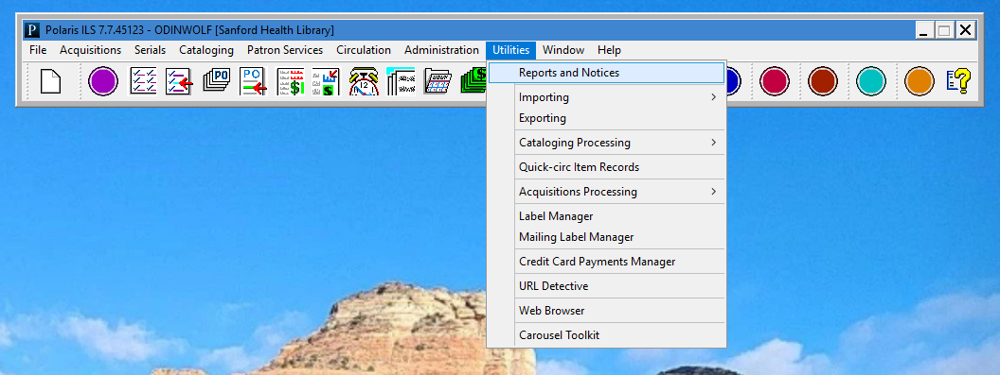 P Polaris ILS 7.7.45123 - ODINWOLF [Sanford Health Library]
File Acquisitions Serials Cataloging Patron Services Circulation Administration Utilities Window Help
PO PO $ $ 12 $ ?
Reports and Notices
Importing
Exporting
Cataloging Processing
Quick-circ Item Records
Acquisitions Processing
Label Manager
Mailing Label Manager
Credit Card Payments Manager
URL Detective
Web Browser
Carousel Toolkit